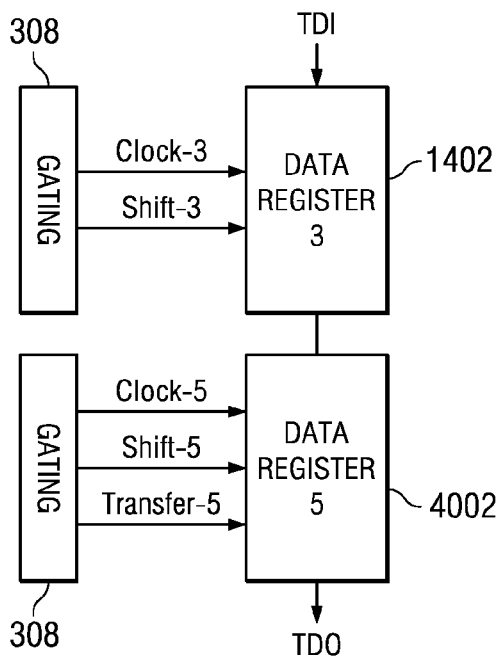 308
TDI
GATING
Clock-3
Shift-3
DATA
REGISTER
3
1402
GATING
Clock-5
Shift-5
Transfer-5
DATA
REGISTER
5
4002
308
TDO